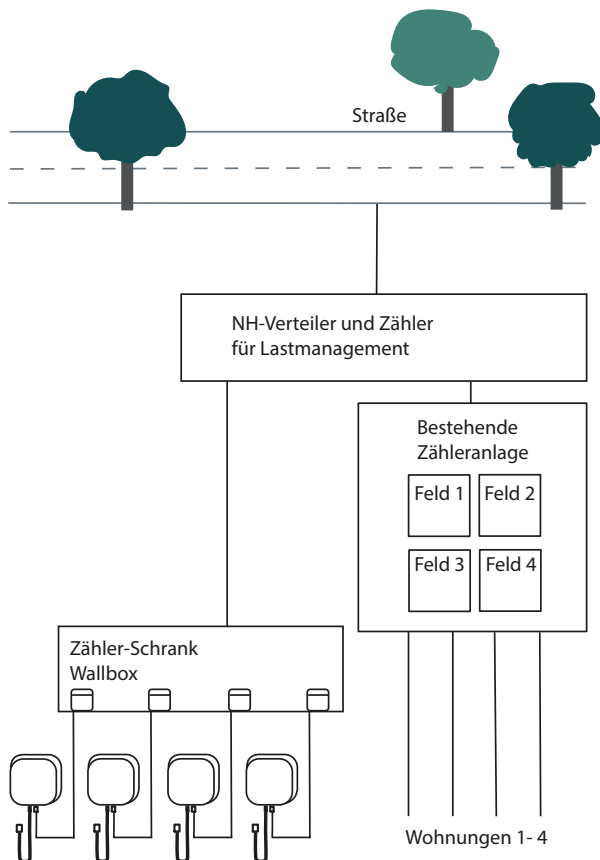 Straße
NH-Verteiler und Zähler
für Lastmanagement
Bestehende
Zähleranlage
Feld 1
Feld 2
Feld 3
Feld 4
Zähler-Schrank
Wallbox
Wohnungen 1- 4